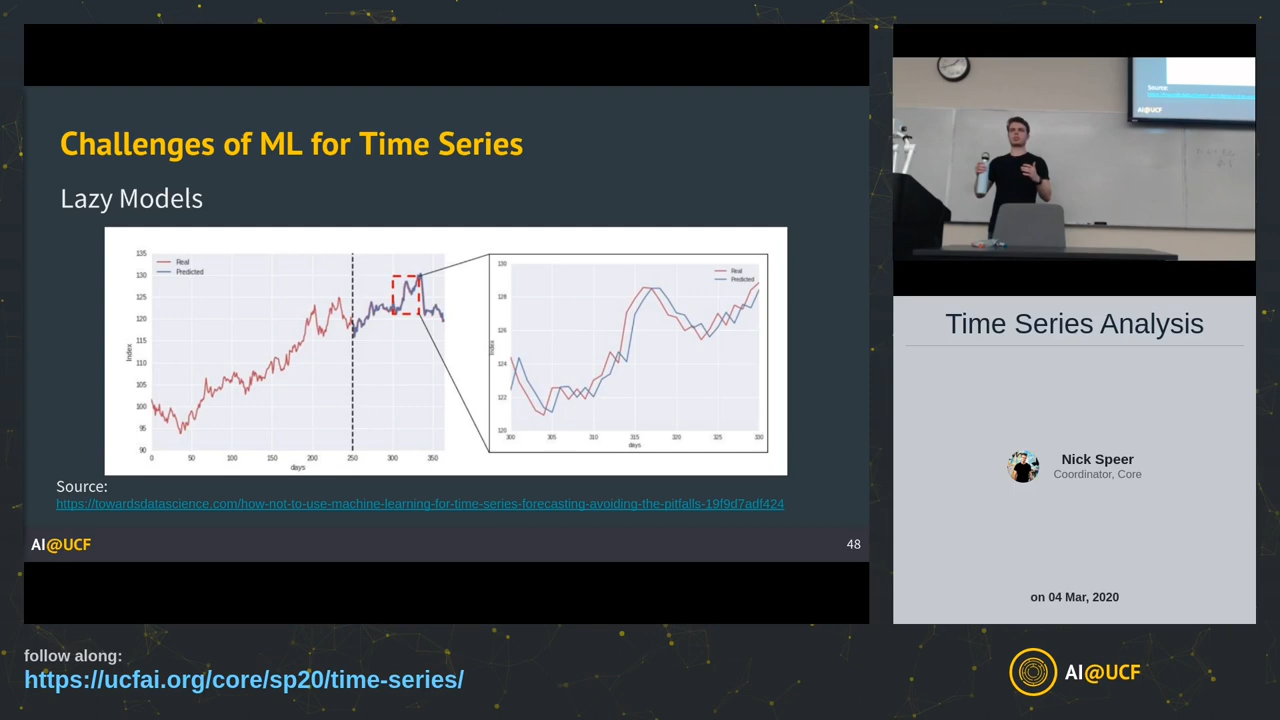 Challenges of ML for Time Series
Lazy Models
Real
Predicted
135
130
125
120
115
110
105
100
95
90
Index
0 50 100 150 200 250 300 350
days
Real
Predicted
130
128
126
124
122
120
Index
300 305 310 315 320 325 330
days
Source:
https://towardsdatascience.com/how-not-to-use-machine-learning-for-time-series-forecasting-avoiding-the-pitfalls-19f9d7adf424
AI@UCF
48
Source:
AI@UCF
Time Series Analysis
Nick Speer
Coordinator, Core
on 04 Mar, 2020
follow along:
https://ucfai.org/core/sp20/time-series/
AI@UCF